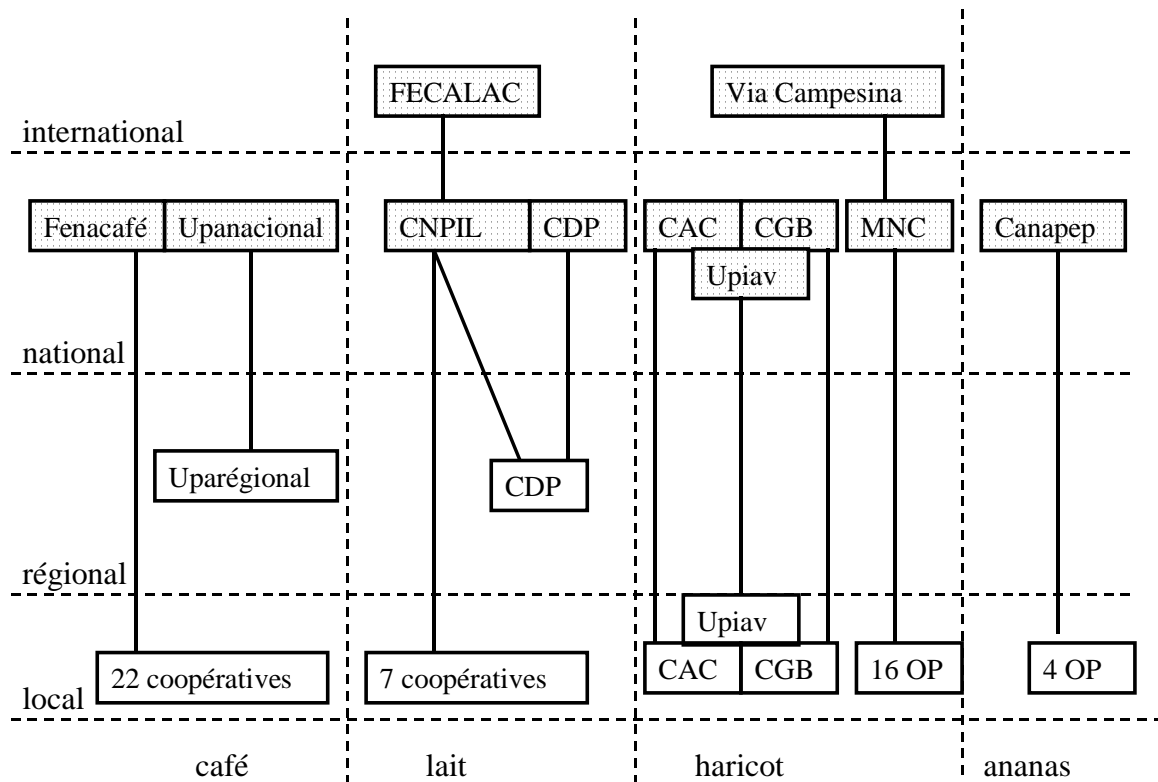 FECALAC
Via Campesina
international
Fenacafé
Upanacional
CNPIL
CDP
CAC
CGB
MNC
Canapep
Upiav
national
Uparégional
CDP
régional
Upiav
22 coopératives
7 coopératives
CAC
CGB
16 OP
4 OP
local
café
lait
haricot
ananas